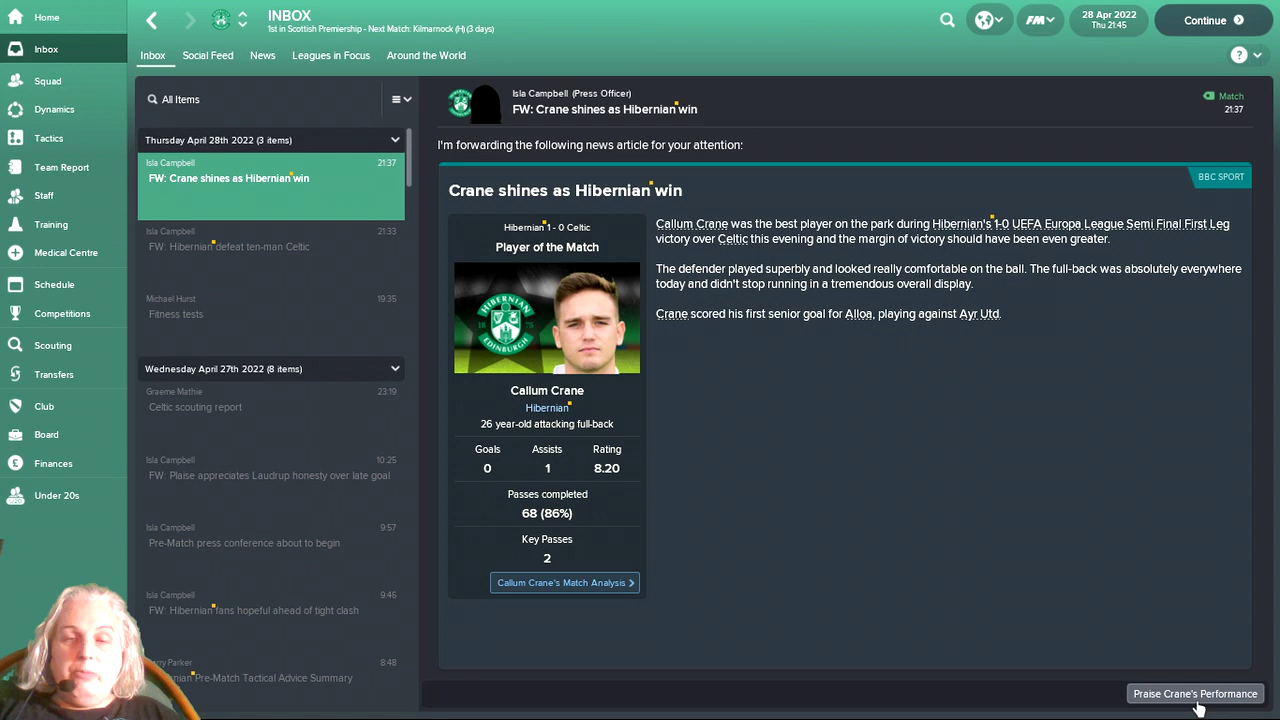 Home
Inbox
Squad
Dynamics
Tactics
Team Report
Staff
Training
Medical Centre
Schedule
Competitions
Scouting
Transfers
Club
Board
Finances
Under 20s
INBOX
1st in Scottish Premiership - Next Match: Kilmarnock (H) (3 days)
FM
28 Apr 2022
Thu 21:45
Continue
Inbox
Social Feed
News
Leagues in Focus
Around the World
?
All Items
Thursday April 28th 2022 (3 items)
Isla Campbell 21:37
FW: Crane shines as Hibernian win
Isla Campbell 21:33
FW: Hibernian defeat ten-man Celtic
Michael Hurst 19:35
Fitness tests
Wednesday April 27th 2022 (8 items)
Graeme Mathie 23:19
Celtic scouting report
Isla Campbell 10:25
FW: Plaise appreciates Laudrup honesty over late goal
Isla Campbell 9:57
Pre-Match press conference about to begin
Isla Campbell 9:46
FW: Hibernian fans hopeful ahead of tight clash
Parker 8:48
Pre-Match Tactical Advice Summary
Isla Campbell (Press Officer)
FW: Crane shines as Hibernian win
Match
21:37
I'm forwarding the following news article for your attention:
BBC SPORT
Crane shines as Hibernian win
Hibernian 1 - 0 Celtic
Player of the Match
HIBERNIAN
18 75
EDINBURGH
Callum Crane
Hibernian
26 year-old attacking full-back
Goals Assists Rating
0 1 8.20
Passes completed
68 (86%)
Key Passes
2
Callum Crane's Match Analysis
Callum Crane was the best player on the park during Hibernian's 1-0 UEFA Europa League Semi Final First Leg
victory over Celtic this evening and the margin of victory should have been even greater.
The defender played superbly and looked really comfortable on the ball. The full-back was absolutely everywhere
today and didn't stop running in a tremendous overall display.
Crane scored his first senior goal for Alloa, playing against Ayr Utd.
Praise Crane's Performance